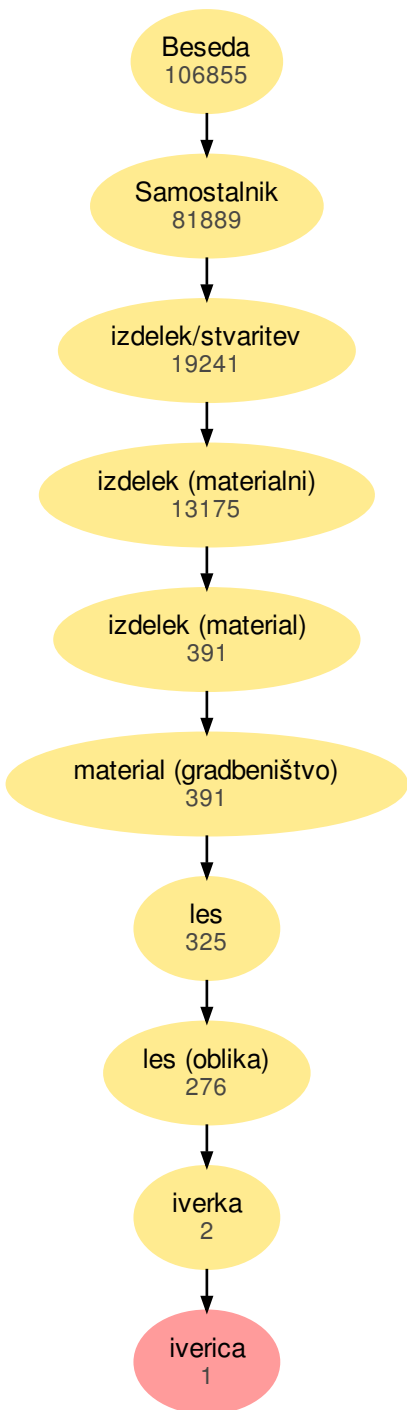 Beseda
106855
Samostalnik
81889
izdelek/stvaritev
19241
izdelek (materialni)
13175
izdelek (material)
391
material (gradbeništvo)
391
les
325
les (oblika)
276
iverka
2
iverica
1